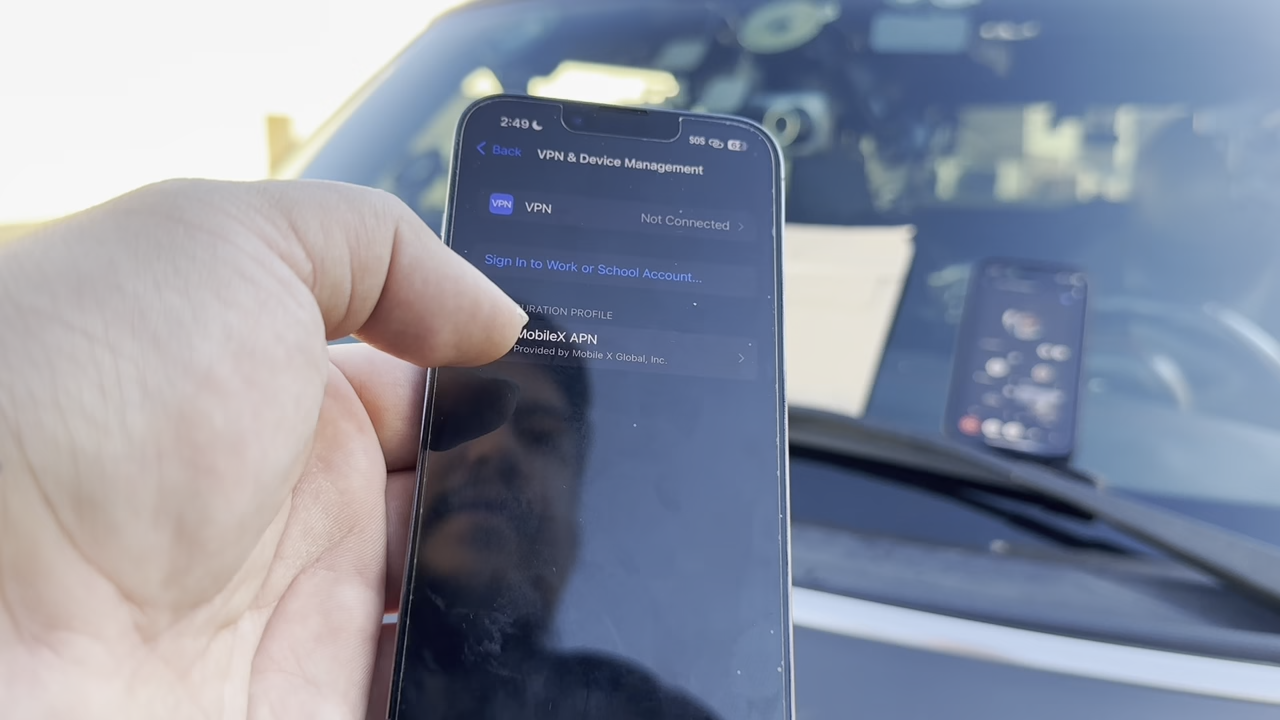 2:49
SOS
Back
VPN & Device Management
VPN
VPN
Not Connected
Sign In to Work or School Account...
URATION PROFILE
MobileX APN
Provided by Mobile X Global, Inc.